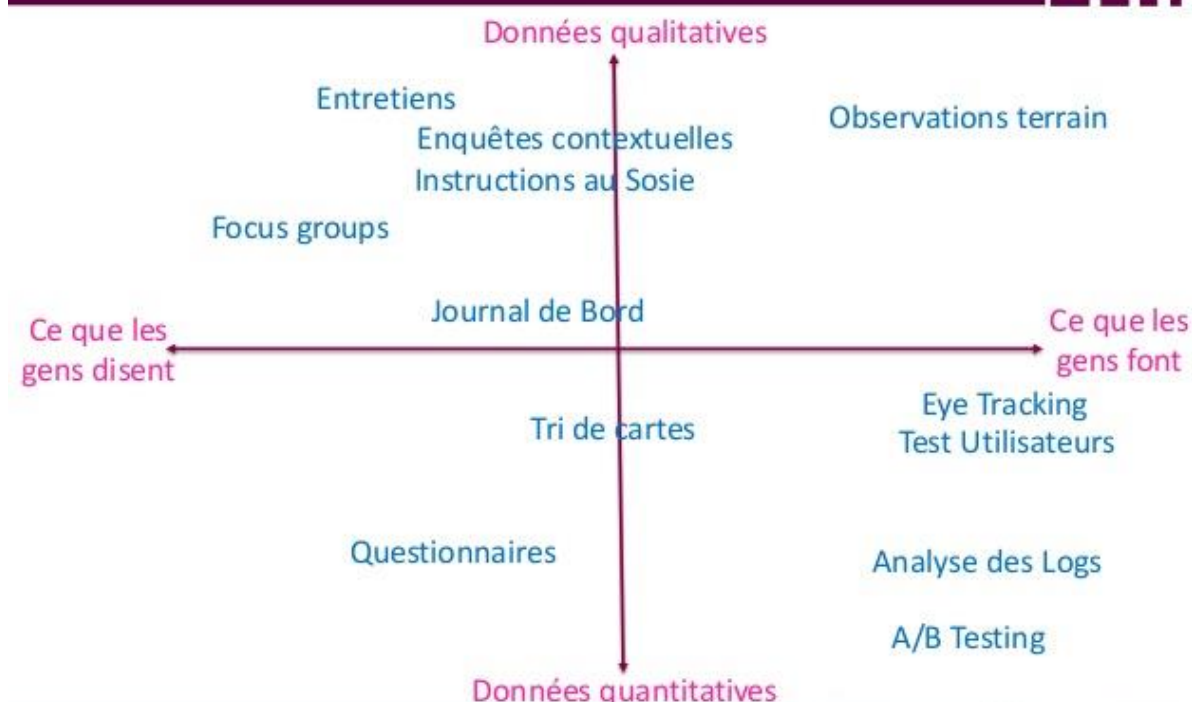 Données qualitatives
Entretiens
Observations terrain
Enquêtes contextuelles
Instructions au Sosie
Focus groups
Journal de Bord
Ce que les
gens disent
Ce que les
gens font
Eye Tracking
Test Utilisateurs
Tri de cartes
Questionnaires
Analyse des Logs
A/B Testing
Données quantitatives